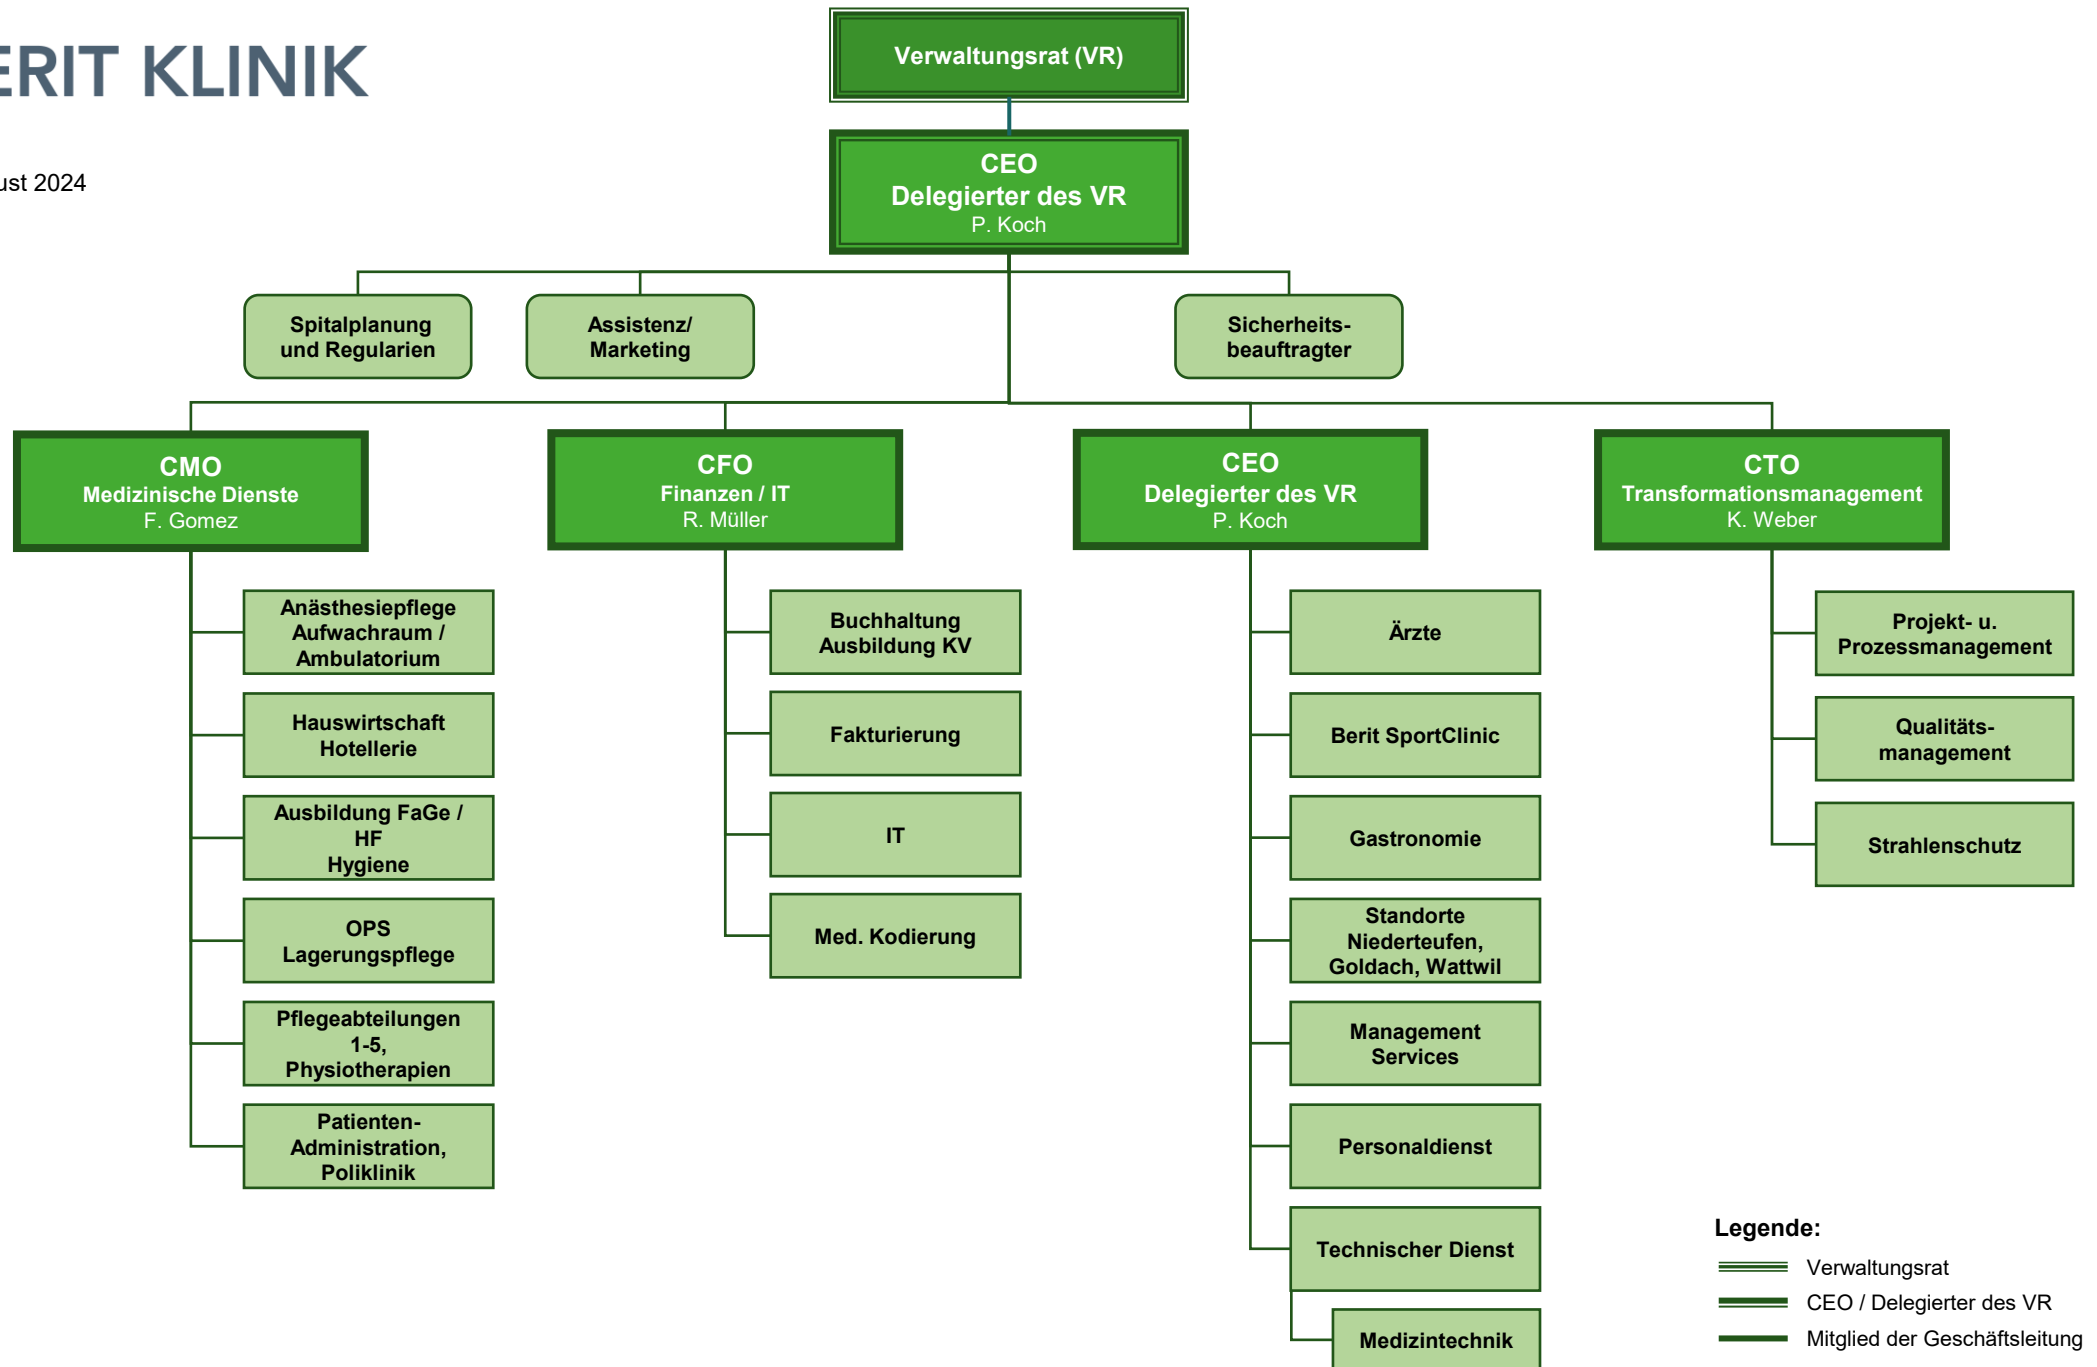 ERIT KLINIK
ust 2024
Verwaltungsrat (VR)
CEO
Delegierter des VR
P. Koch
Spitalplanung
und Regularien
Assistenz/
Marketing
Sicherheits-
beauftragter
CMO
Medizinische Dienste
F. Gomez
CFO
Finanzen / IT
R. Müller
CEO
Delegierter des VR
P. Koch
CTO
Transformationsmanagement
K. Weber
Anästhesiepflege
Aufwachraum /
Ambulatorium
Hauswirtschaft
Hotellerie
Ausbildung FaGe /
HF
Hygiene
OPS
Lagerungspflege
Pflegeabteilungen
1-5,
Physiotherapien
Patienten-
Administration,
Poliklinik
Buchhaltung
Ausbildung KV
Fakturierung
IT
Med. Kodierung
Ärzte
Berit SportClinic
Gastronomie
Standorte
Niederteufen,
Goldach, Wattwil
Management
Services
Personaldienst
Technischer Dienst
Medizintechnik
Projekt- u.
Prozessmanagement
Qualitäts-
management
Strahlenschutz
Legende:
Verwaltungsrat
CEO / Delegierter des VR
Mitglied der Geschäftsleitung